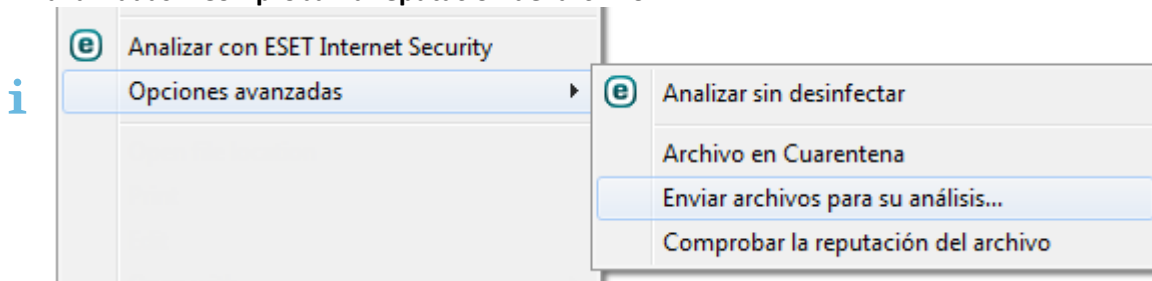 Analizar con ESET Internet Security
Opciones avanzadas
Analizar sin desinfectar
Archivo en Cuarentena
Enviar archivos para su análisis...
Comprobar la reputación del archivo